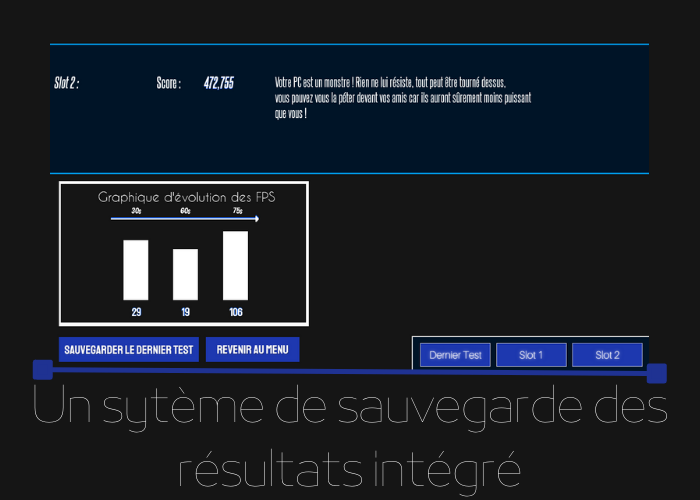 Slot 2 : Score : 472,755 Votre PC est un monstre ! Rien ne lui résiste, tout peut être tourné dessus,
vous pouvez vous la péter devant vos amis car ils auront sûrement moins puissant
que vous !
Graphique d'évolution des FPS
30s 60s 75s
29 19 106
SAUVEGARDER LE DERNIER TEST REVENIR AU MENU
Dernier Test Slot 1 Slot 2
Un sytème de sauvegarde des
résultats intégré